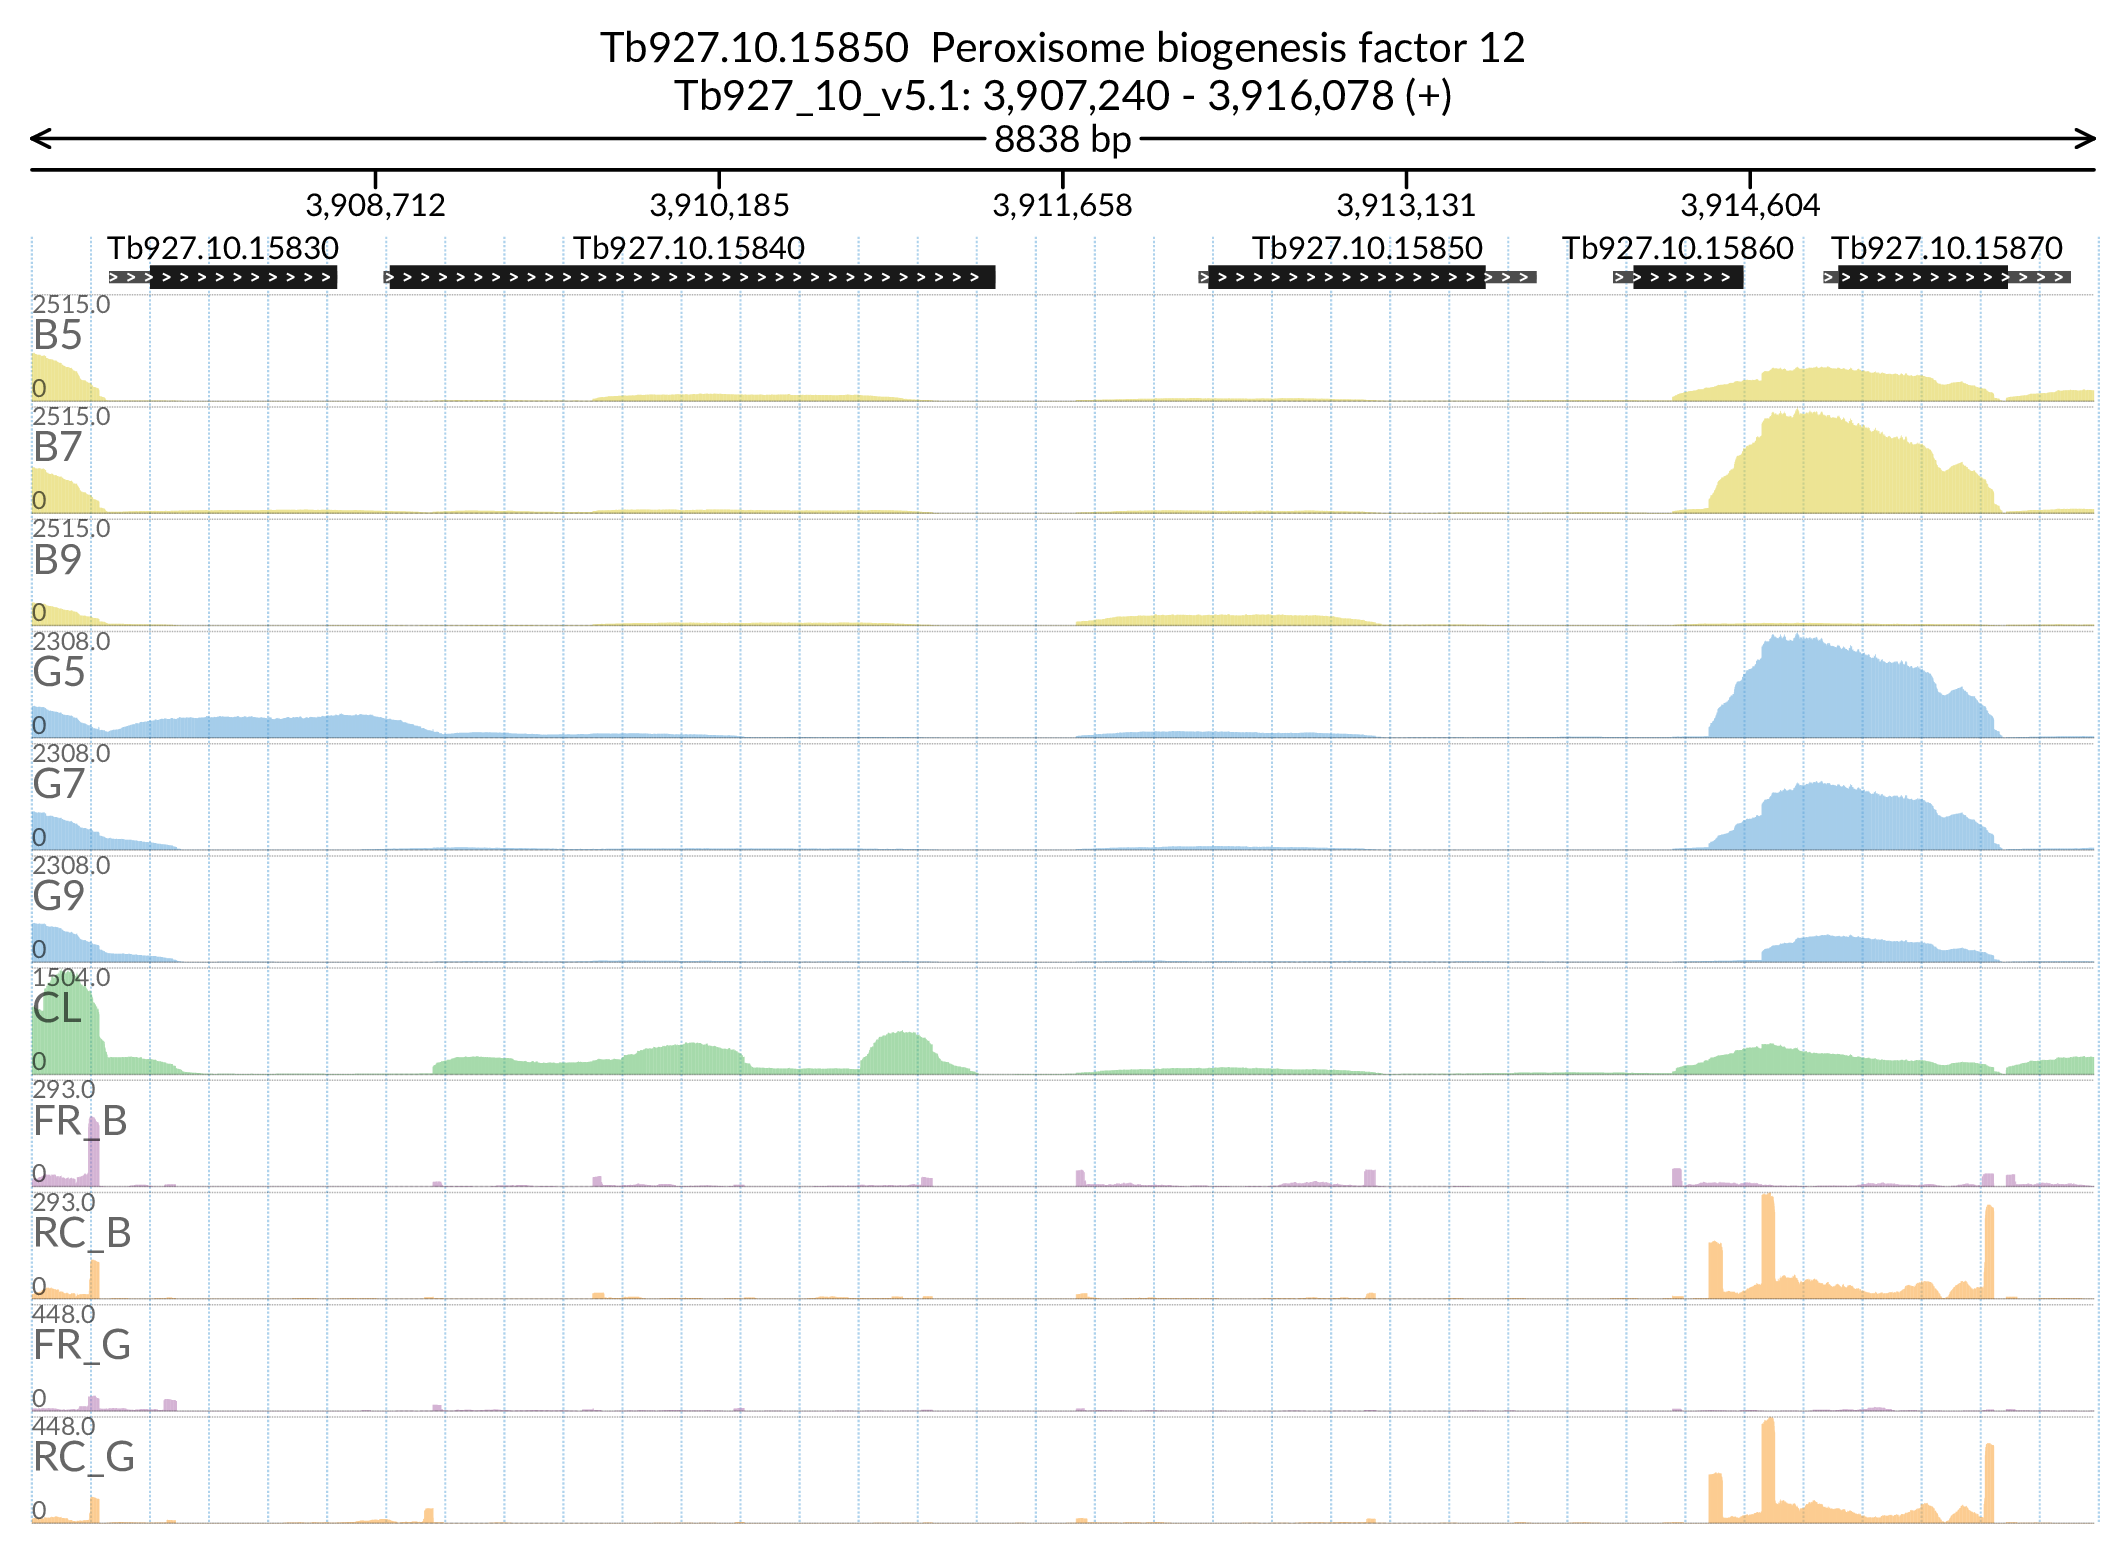 Tb927.10.15850  Peroxisome biogenesis factor 12
Tb927_10_v5.1: 3,907,240 - 3,916,078 (+)
8838 bp
3,908,712 3,910,185 3,911,658 3,913,131 3,914,604
Tb927.10.15830 Tb927.10.15840 Tb927.10.15850 Tb927.10.15860 Tb927.10.15870
2515.0
B5
0
2515.0
B7
0
2515.0
B9
0
2308.0
G5
0
2308.0
G7
0
2308.0
G9
0
1504.0
CL
0
293.0
FR_B
0
293.0
RC_B
0
448.0
FR_G
0
448.0
RC_G
0